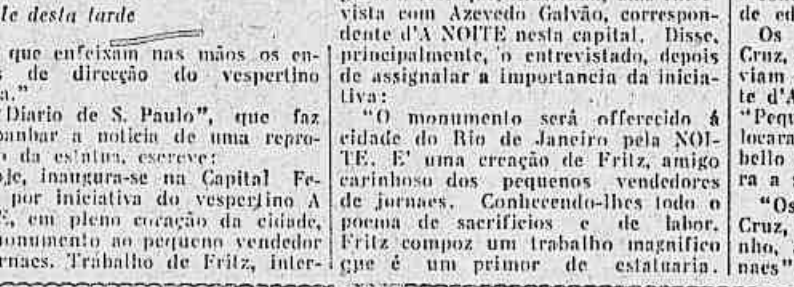 le desta tarde
que enfeixam nas mãos os en-
s de direcção do vespertino
a."
Diario de S. Paulo", que faz
panhar a noticia de uma repro-
o da estatua, escreve:
oje, inaugura-se na Capital Fe-
por iniciativa do vespertino A
em pleno coração da cidade,
monumento ao pequeno vendedor
rnaes. Trabalho de Fritz, inter-
vista com Azevedo Galvão, correspon-
dente d'A NOITE nesta capital. Disse,
principalmente, o entrevistado, depois
de assignalar a importancia da inicia-
tiva:
"O monumento será offerecido á
cidade do Rio de Janeiro pela NOI-
TE. E' uma creação de Fritz, amigo
carinhoso dos pequenos vendedores
de jornaes. Conhecendo-lhes todo o
poema de sacrificios e de labor,
Fritz compoz um trabalho magnifico
que é um primor de estatuaria.
de ed
Os
Cruz,
viam
te d'A
"Pequ
locara
bello
ra a
"Os
Cruz,
nho,
naes"